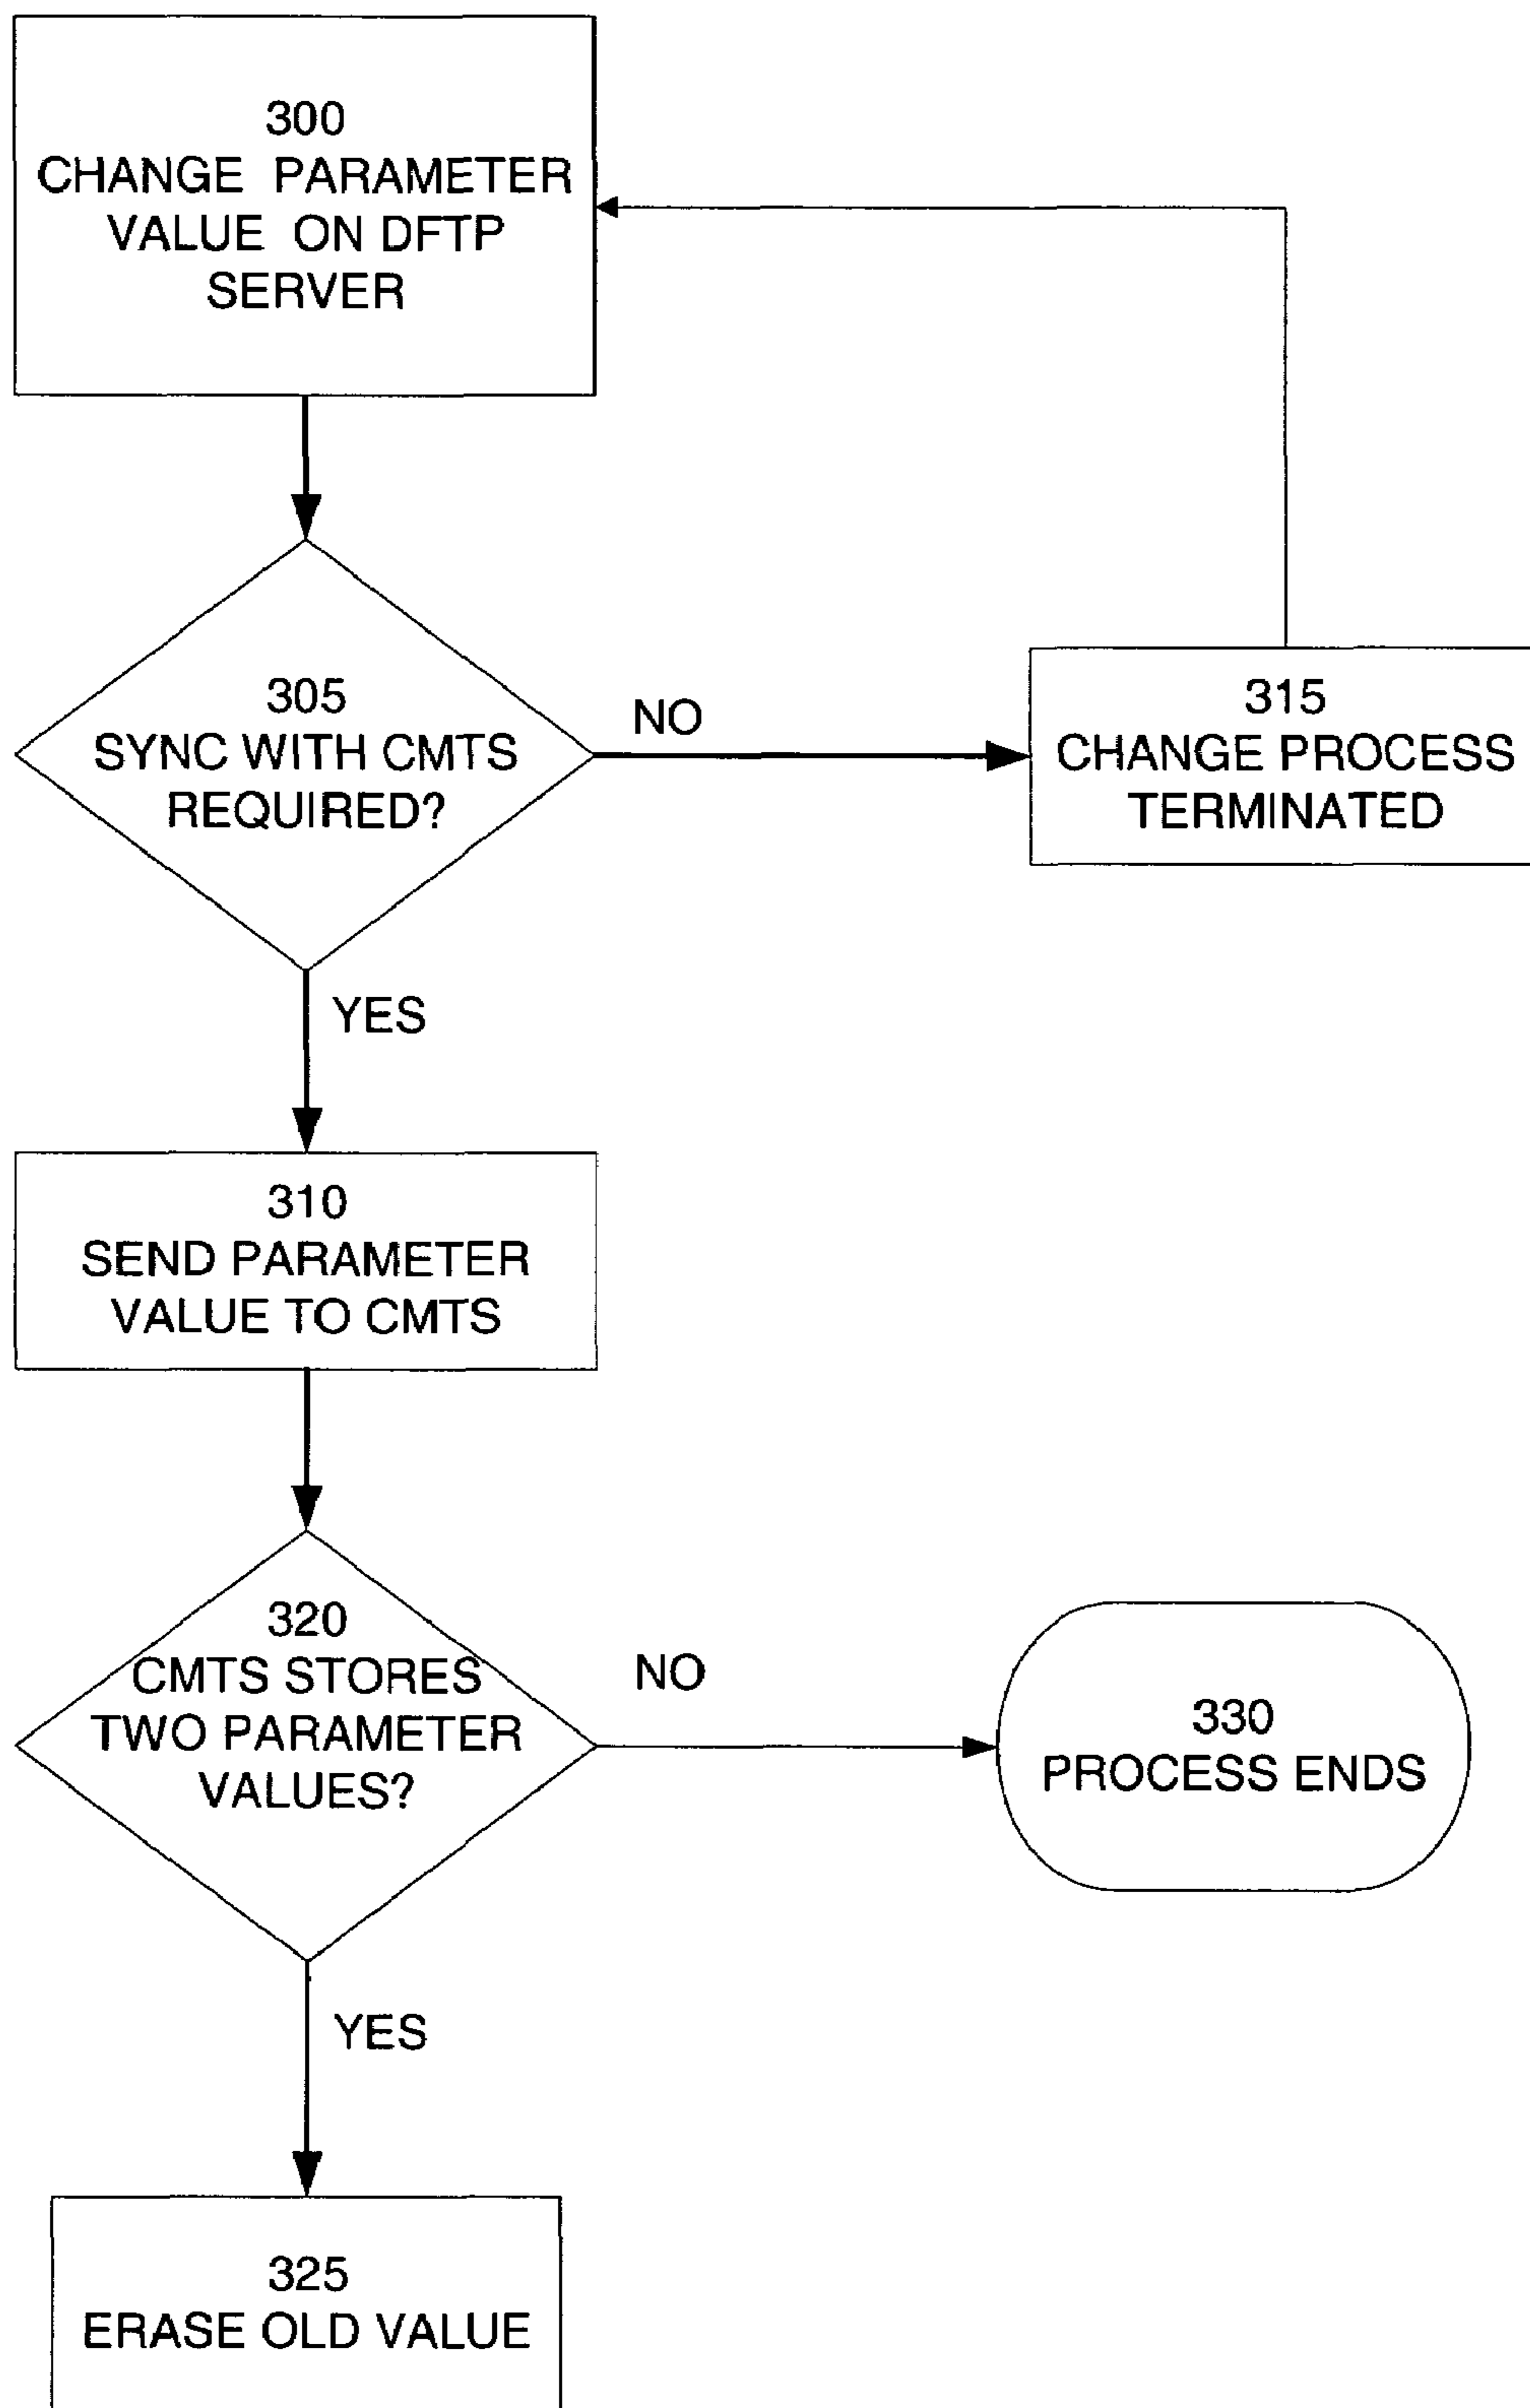 300
CHANGE PARAMETER
VALUE ON DFTP
SERVER
305
SYNC WITH CMTS
REQUIRED?
NO
315
CHANGE PROCESS
TERMINATED
YES
310
SEND PARAMETER
VALUE TO CMTS
320
CMTS STORES
TWO PARAMETER
VALUES?
NO
330
PROCESS ENDS
YES
325
ERASE OLD VALUE